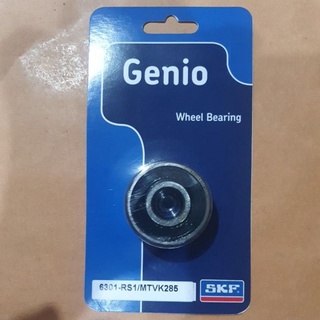 Genio
Wheel Bearing
6301-RS1/MTVK285
SKF